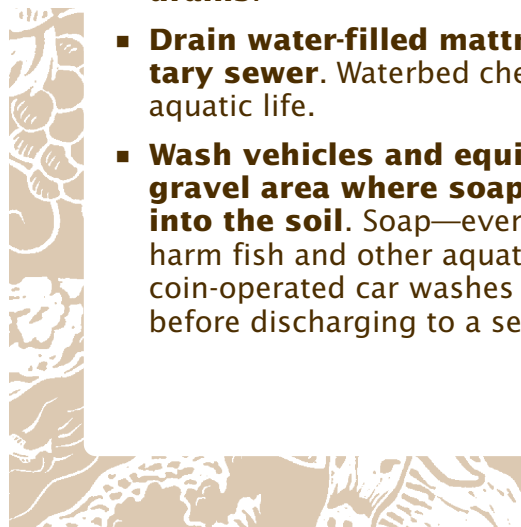 ■ Drain water-filled mattr
tary sewer. Waterbed che
aquatic life.
■ Wash vehicles and equi
gravel area where soap
into the soil. Soap—ever
harm fish and other aquat
coin-operated car washes
before discharging to a se